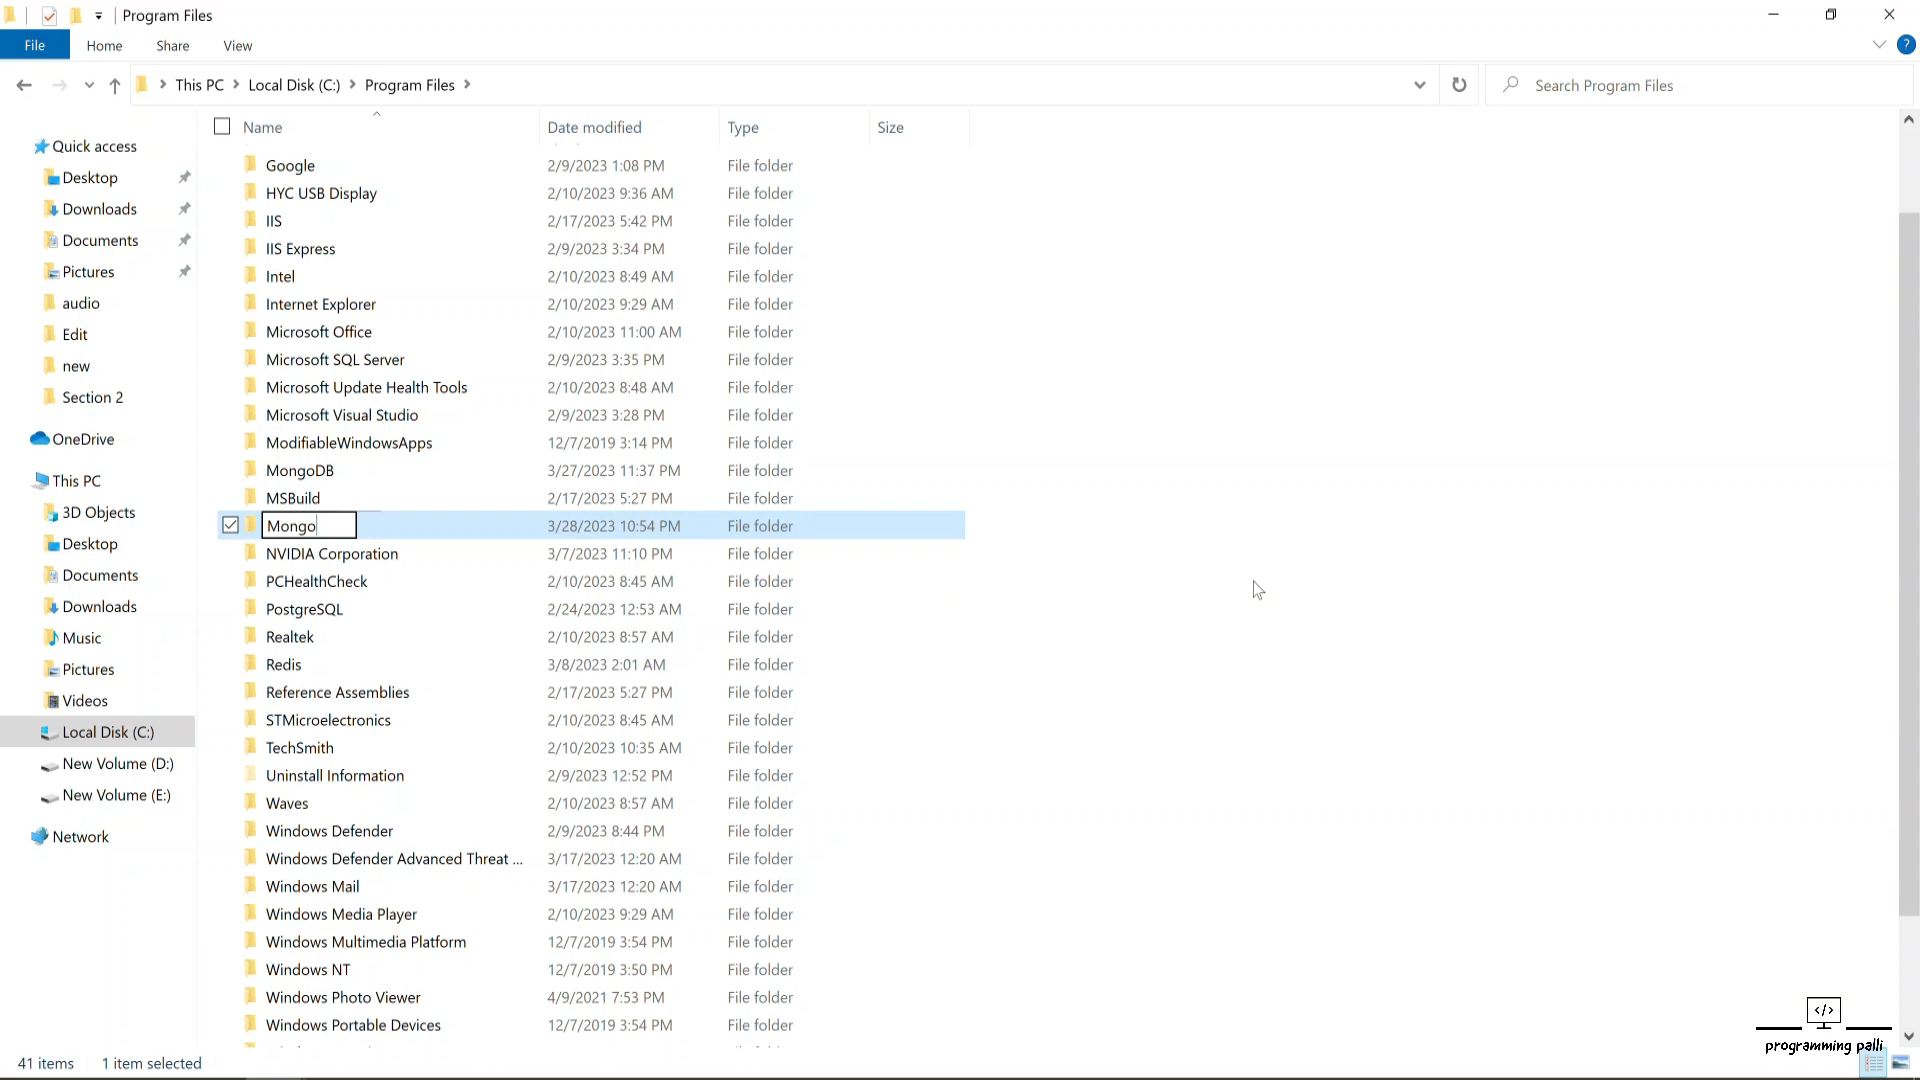 Program Files
File Home Share View
This PC Local Disk (C:) Program Files
Search Program Files
Name Date modified Type Size
Quick access
Desktop
Downloads
Documents
Pictures
audio
Edit
new
Section 2
OneDrive
This PC
3D Objects
Desktop
Documents
Downloads
Music
Pictures
Videos
Local Disk (C:)
New Volume (D:)
New Volume (E:)
Network
Google 2/9/2023 1:08 PM File folder
HYC USB Display 2/10/2023 9:36 AM File folder
IIS 2/17/2023 5:42 PM File folder
IIS Express 2/9/2023 3:34 PM File folder
Intel 2/10/2023 8:49 AM File folder
Internet Explorer 2/10/2023 9:29 AM File folder
Microsoft Office 2/10/2023 11:00 AM File folder
Microsoft SQL Server 2/9/2023 3:35 PM File folder
Microsoft Update Health Tools 2/10/2023 8:48 AM File folder
Microsoft Visual Studio 2/9/2023 3:28 PM File folder
ModifiableWindowsApps 12/7/2019 3:14 PM File folder
MongoDB 3/27/2023 11:37 PM File folder
MSBuild 2/17/2023 5:27 PM File folder
Mongo 3/28/2023 10:54 PM File folder
NVIDIA Corporation 3/7/2023 11:10 PM File folder
PCHealthCheck 2/10/2023 8:45 AM File folder
PostgreSQL 2/24/2023 12:53 AM File folder
Realtek 2/10/2023 8:57 AM File folder
Redis 3/8/2023 2:01 AM File folder
Reference Assemblies 2/17/2023 5:27 PM File folder
STMicroelectronics 2/10/2023 8:45 AM File folder
TechSmith 2/10/2023 10:35 AM File folder
Uninstall Information 2/9/2023 12:52 PM File folder
Waves 2/10/2023 8:57 AM File folder
Windows Defender 2/9/2023 8:44 PM File folder
Windows Defender Advanced Threat ... 3/17/2023 12:20 AM File folder
Windows Mail 3/17/2023 12:20 AM File folder
Windows Media Player 2/10/2023 9:29 AM File folder
Windows Multimedia Platform 12/7/2019 3:54 PM File folder
Windows NT 12/7/2019 3:50 PM File folder
Windows Photo Viewer 4/9/2021 7:53 PM File folder
Windows Portable Devices 12/7/2019 3:54 PM File folder
</>
programming palli
41 items 1 item selected